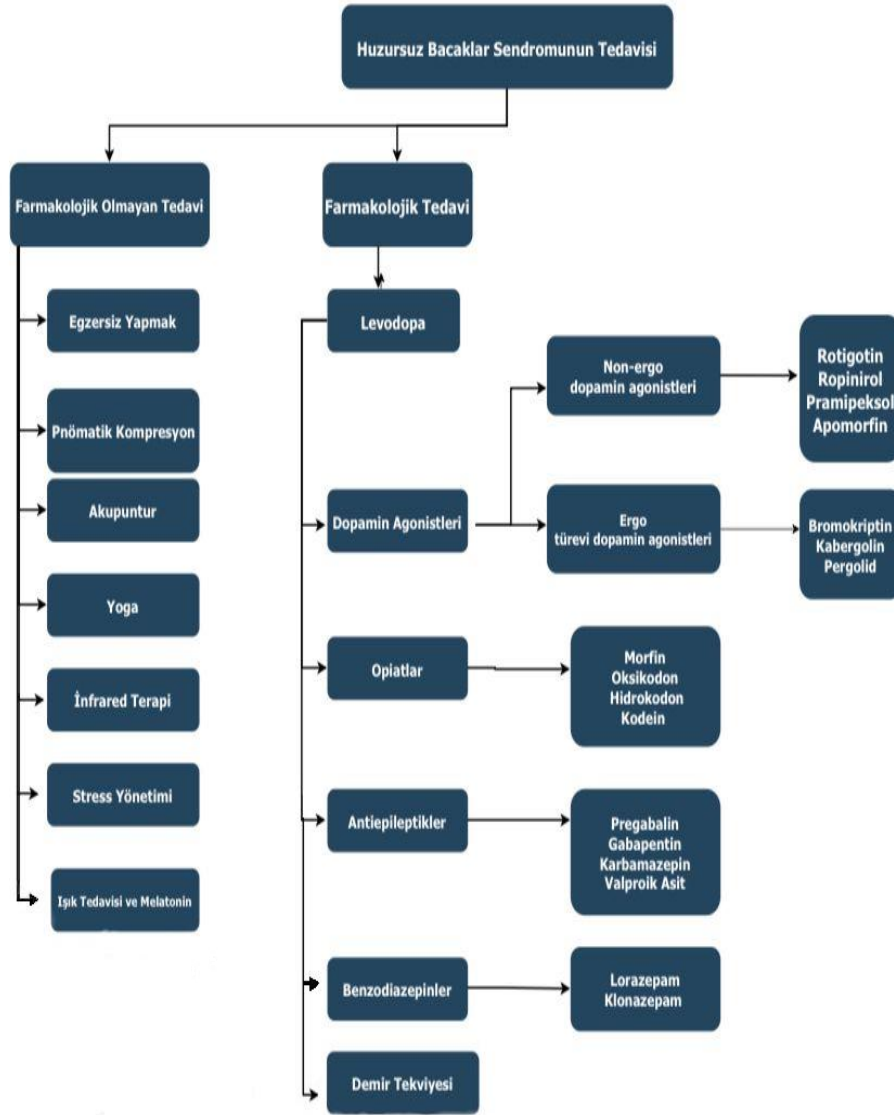 Huzursuz Bacaklar Sendromunun Tedavisi
Farmakolojik Olmayan Tedavi
Egzersiz Yapmak
Pnömatik Kompresyon
Akupuntur
Yoga
İnfrared Terapi
Stress Yönetimi
Işık Tedavisi ve Melatonin
Farmakolojik Tedavi
Levodopa
Dopamin Agonistleri
Non-ergo
dopamin agonistleri
Rotigotin
Ropinirol
Pramipeksol
Apomorfin
Ergo
türevi dopamin agonistleri
Bromokriptin
Kabergolin
Pergolid
Opiatlar
Morfin
Oksikodon
Hidrokodon
Kodein
Antiepileptikler
Pregabalin
Gabapentin
Karbamazepin
Valproik Asit
Benzodiazepinler
Lorazepam
Klonazepam
Demir Tekviyesi